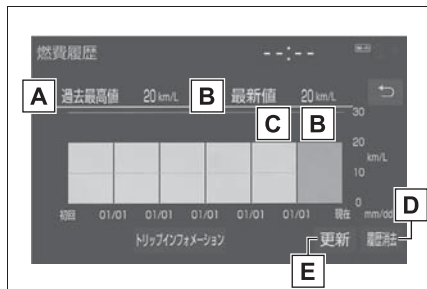 燃費履歴 --:--
A 過去最高値 20 km/L B 最新値 20 km/L
C B 30
20
km/L
10
0
初回 01/01 01/01 01/01 01/01 01/01 現在 mm/dd D
トリップインフォメーション 更新 履歴消去
E